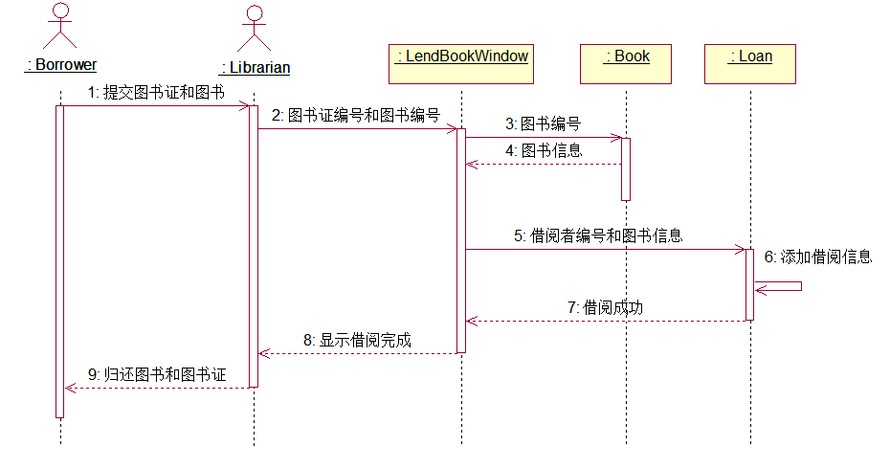 : Borrower
: Librarian
: LendBookWindow
: Book
: Loan
1: 提交图书证和图书
2: 图书证编号和图书编号
3: 图书编号
4: 图书信息
5: 借阅者编号和图书信息
6: 添加借阅信息
7: 借阅成功
8: 显示借阅完成
9: 归还图书和图书证